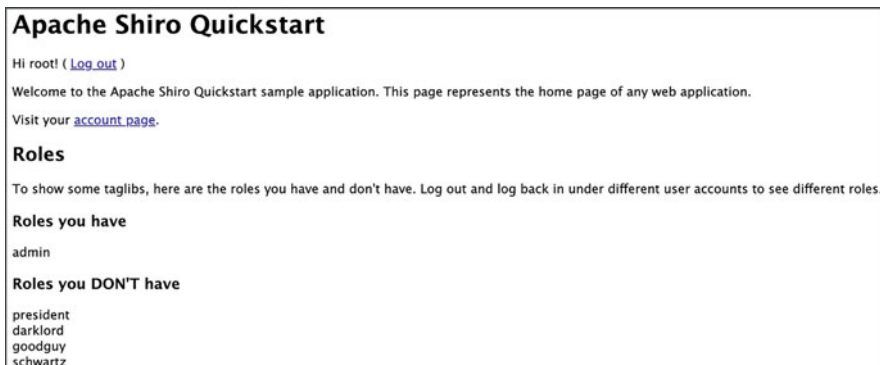 Apache Shiro Quickstart
Hi root! ( Log out )
Welcome to the Apache Shiro Quickstart sample application. This page represents the home page of any web application.
Visit your account page.
Roles
To show some taglibs, here are the roles you have and don't have. Log out and log back in under different user accounts to see different roles.
Roles you have
admin
Roles you DON'T have
president
darklord
goodguy
schwartz